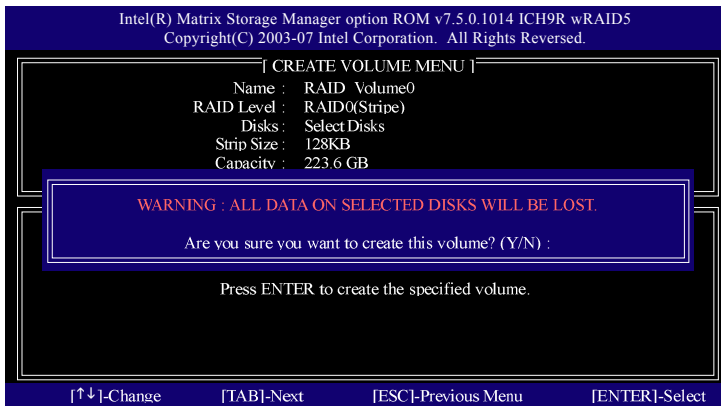 Intel(R) Matrix Storage Manager option ROM v7.5.0.1014 ICH9R wRAID5
Copyright(C) 2003-07 Intel Corporation. All Rights Reversed.
[ CREATE VOLUME MENU ]
Name : RAID_Volume0
RAID Level : RAID0(Stripe)
Disks : Select Disks
Strip Size : 128KB
Capacity : 223.6 GB
WARNING : ALL DATA ON SELECTED DISKS WILL BE LOST.
Are you sure you want to create this volume? (Y/N) :
Press ENTER to create the specified volume.
[↑↓]-Change [TAB]-Next [ESC]-Previous Menu [ENTER]-Select